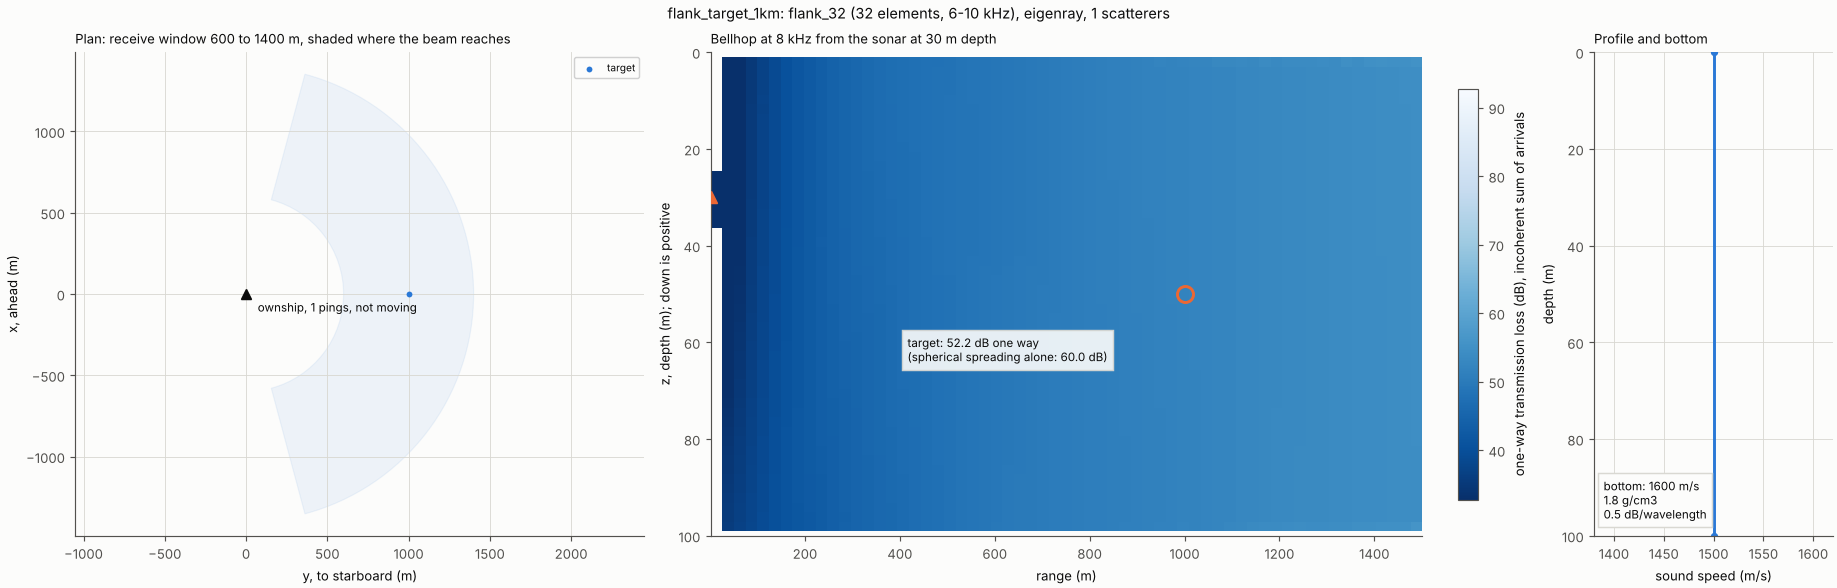 flank_target_1km: flank_32 (32 elements, 6-10 kHz), eigenray, 1 scatterers
Plan: receive window 600 to 1400 m, shaded where the beam reaches
target
1000
500
0
−500
−1000
x, ahead (m)
ownship, 1 pings, not moving
−1000
−500
0
500
1000
1500
2000
y, to starboard (m)
Bellhop at 8 kHz from the sonar at 30 m depth
0
20
40
60
80
100
z, depth (m); down is positive
target: 52.2 dB one way
(spherical spreading alone: 60.0 dB)
200
400
600
800
1000
1200
1400
range (m)
90
80
70
60
50
40
one-way transmission loss (dB), incoherent sum of arrivals
Profile and bottom
0
20
40
60
80
100
depth (m)
bottom: 1600 m/s
1.8 g/cm3
0.5 dB/wavelength
1400
1450
1500
1550
1600
sound speed (m/s)